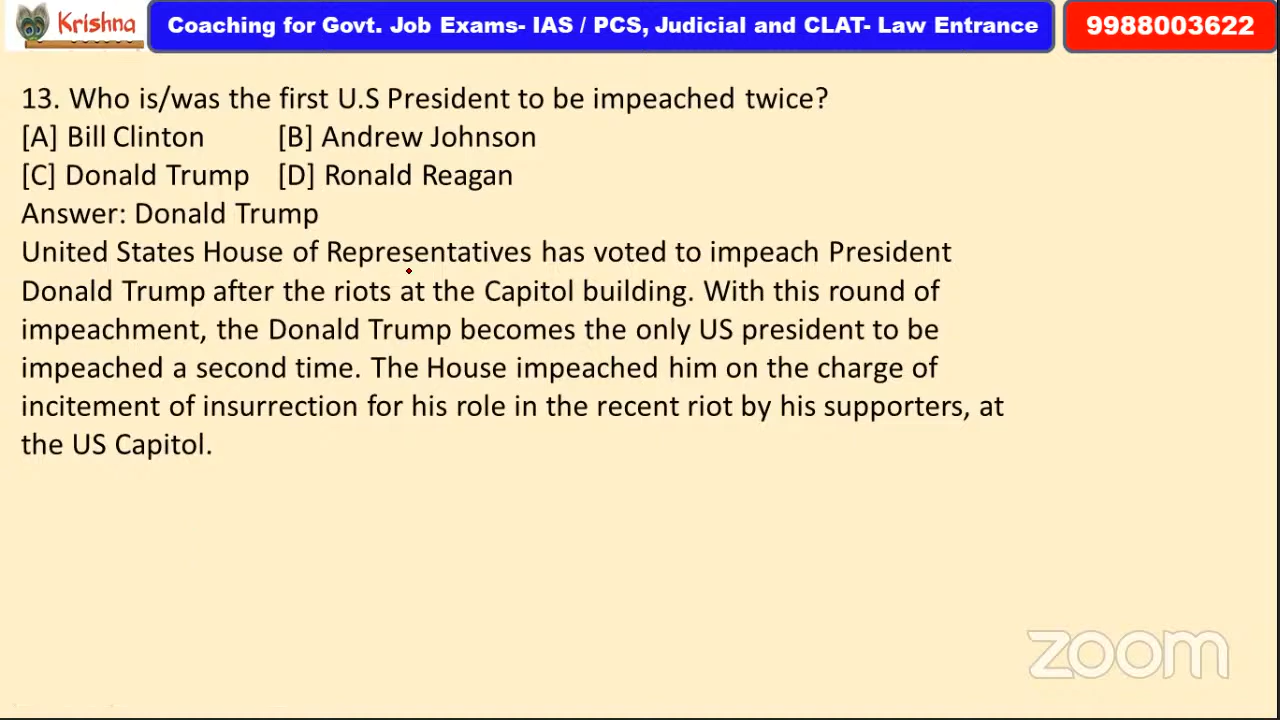 Krishna
Coaching for Govt. Job Exams- IAS / PCS, Judicial and CLAT- Law Entrance
9988003622
13. Who is/was the first U.S President to be impeached twice?
[A] Bill Clinton [B] Andrew Johnson
[C] Donald Trump [D] Ronald Reagan
Answer: Donald Trump
United States House of Representatives has voted to impeach President
Donald Trump after the riots at the Capitol building. With this round of
impeachment, the Donald Trump becomes the only US president to be
impeached a second time. The House impeached him on the charge of
incitement of insurrection for his role in the recent riot by his supporters, at
the US Capitol.
zoom